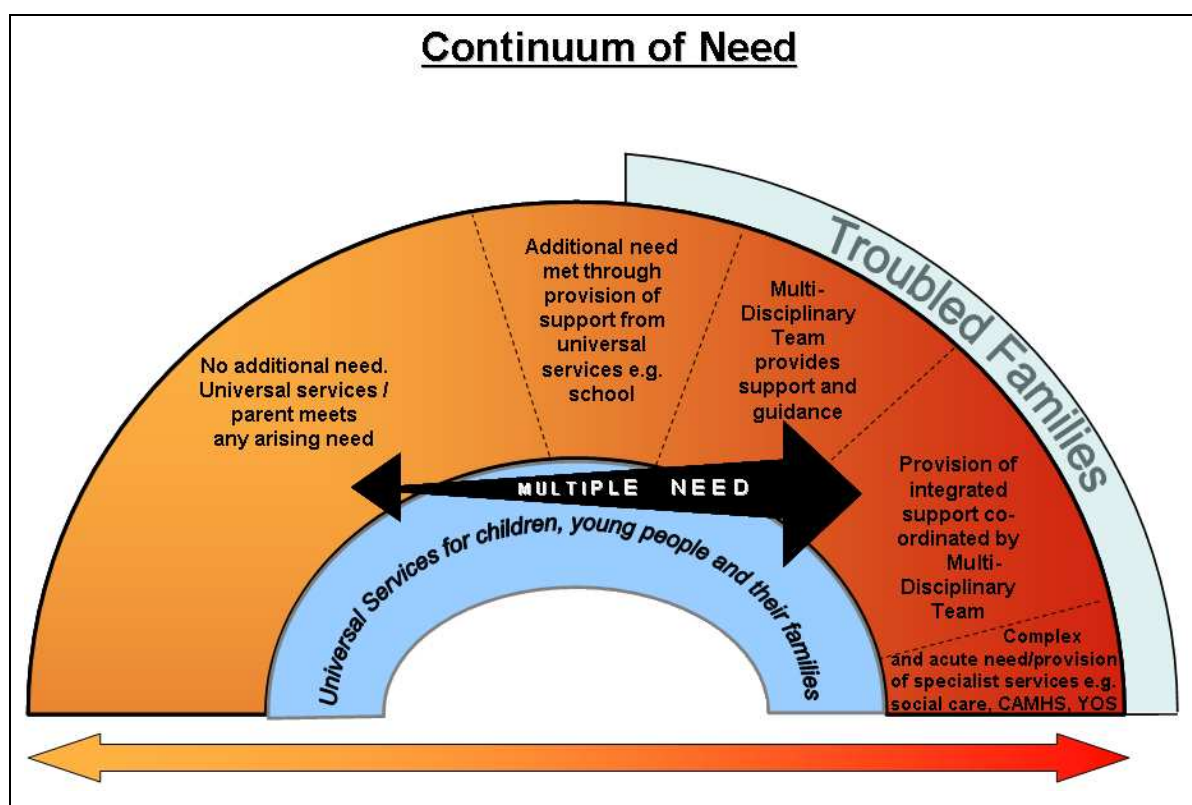 Continuum of Need
No additional need.
Universal services /
parent meets
any arising need
Additional need
met through
provision of
support from
universal
services e.g.
school
Multi-
Disciplinary
Team
provides
support and
guidance
Troubled Families
Provision of
integrated
support co-
ordinated by
Multi-
Disciplinary
Team
Complex
and acute need/provision
of specialist services e.g.
social care, CAMHS, YOS
MULTIPLE NEED
Universal Services for children, young people and their families